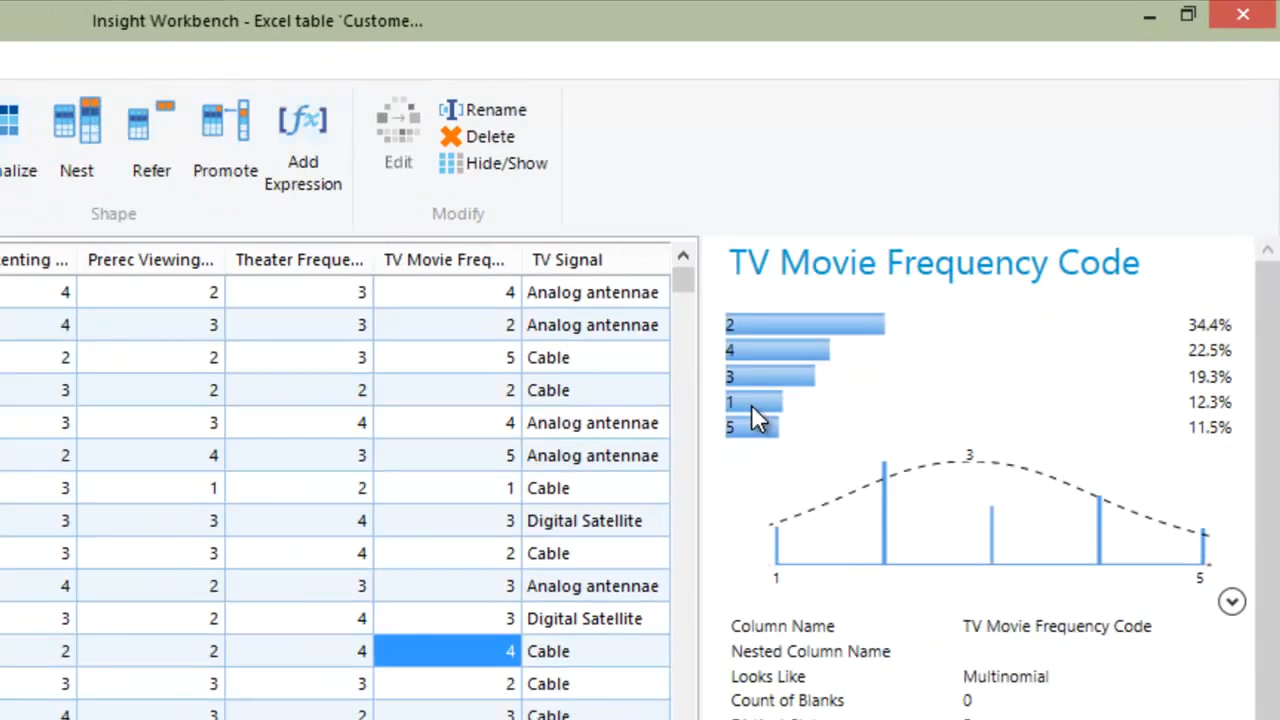 Insight Workbench - Excel table `Custome...
alize
Nest
Refer
Promote
[fx]
Add
Expression
Edit
Rename
Delete
Hide/Show
Shape
Modify
enting ... Prerec Viewing... Theater Freque... TV Movie Freq... TV Signal
4 2 3 4 Analog antennae
4 3 3 2 Analog antennae
2 2 3 5 Cable
3 2 2 2 Cable
3 3 4 4 Analog antennae
2 4 3 5 Analog antennae
3 1 2 1 Cable
3 3 4 3 Digital Satellite
3 3 4 2 Cable
4 2 3 3 Analog antennae
3 2 4 3 Digital Satellite
2 2 4 4 Cable
3 3 3 2 Cable
4 3 2 3 Cable
TV Movie Frequency Code
2 34.4%
4 22.5%
3 19.3%
1 12.3%
5 11.5%
3
1 5
Column Name TV Movie Frequency Code
Nested Column Name
Looks Like Multinomial
Count of Blanks 0